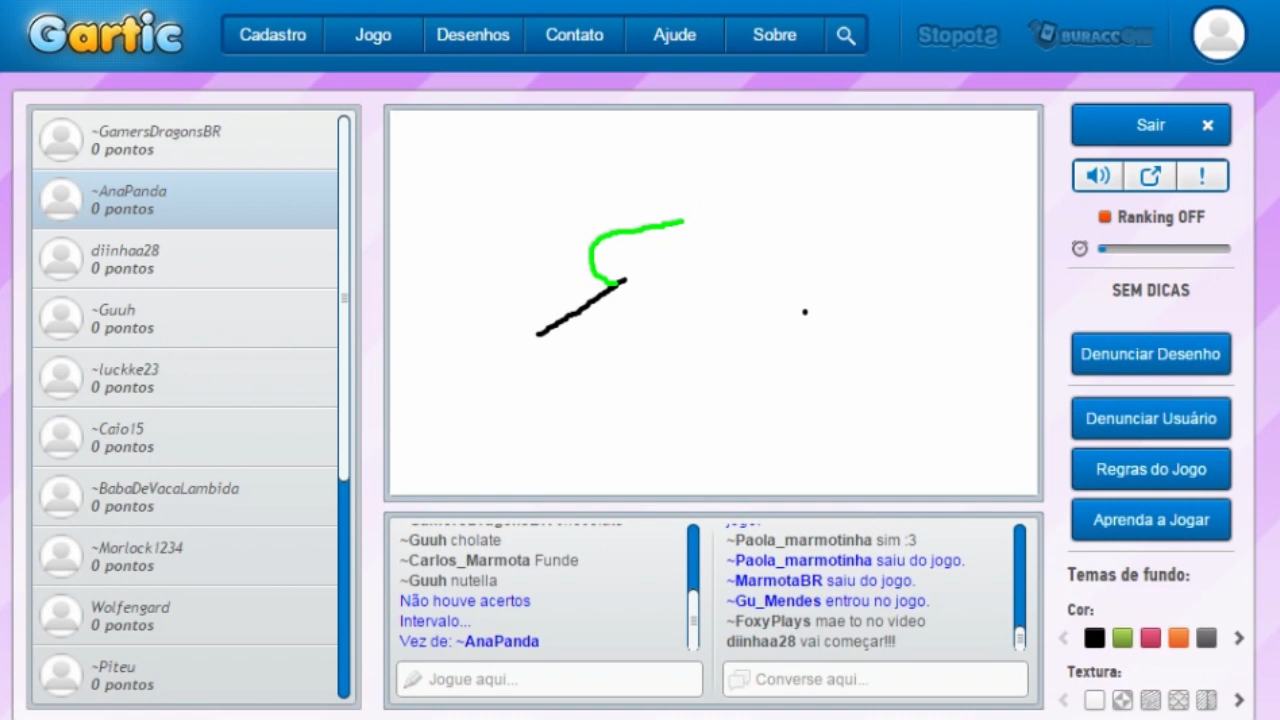 Gartic
Cadastro
Jogo
Desenhos
Contato
Ajude
Sobre
StopotS
BURACOON
~GamersDragonsBR
0 pontos
~AnaPanda
0 pontos
diinhaa28
0 pontos
~Guuh
0 pontos
~luckke23
0 pontos
~Caio15
0 pontos
~BabaDeVacaLambida
0 pontos
~Morlock1234
0 pontos
Wolfengard
0 pontos
~Piteu
0 pontos
~Guuh cholate
~Carlos_Marmota Funde
~Guuh nutella
Não houve acertos
Intervalo...
Vez de: ~AnaPanda
Jogue aqui...
jogo.
~Paola_marmotinha sim :3
~Paola_marmotinha saiu do jogo.
~MarmotaBR saiu do jogo.
~Gu_Mendes entrou no jogo.
~FoxyPlays mae to no video
diinhaa28 vai começar!!!
Converse aqui...
Sair ×
!
Ranking OFF
SEM DICAS
Denunciar Desenho
Denunciar Usuário
Regras do Jogo
Aprenda a Jogar
Temas de fundo:
Cor:
Textura: